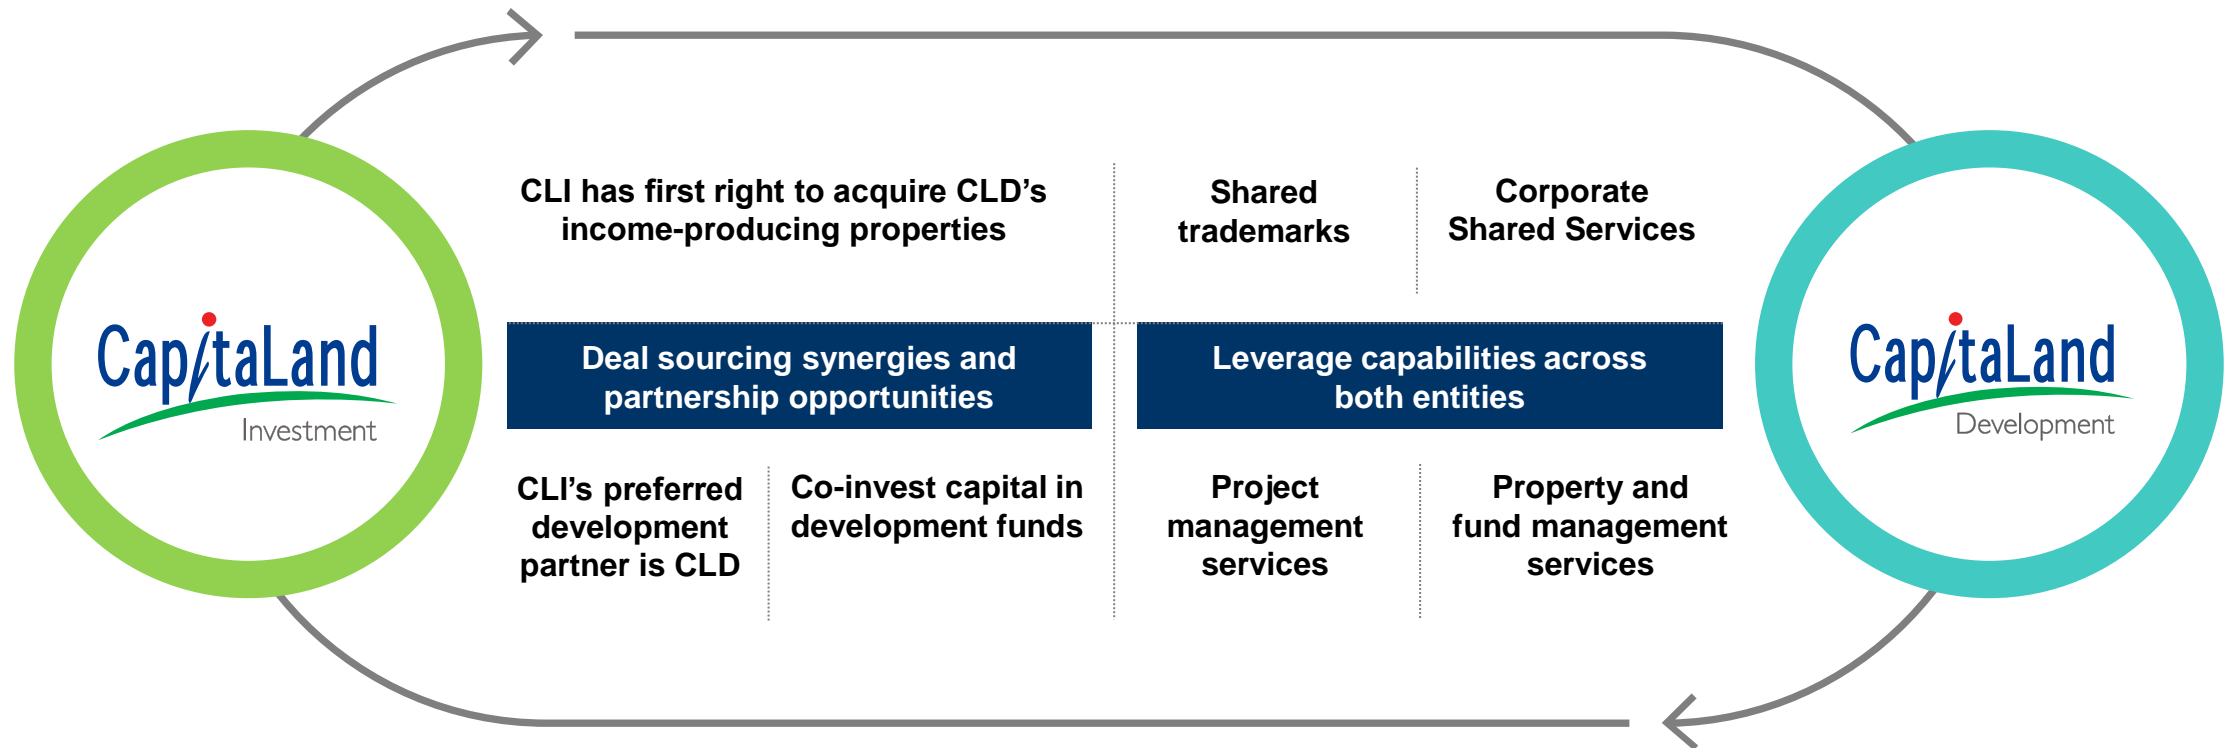 CLI has first right to acquire CLD’s
income-producing properties
Shared
trademarks
Corporate
Shared Services
CapitaLand
Investment
Deal sourcing synergies and
partnership opportunities
Leverage capabilities across
both entities
CapitaLand
Development
CLI’s preferred
development
partner is CLD
Co-invest capital in
development funds
Project
management
services
Property and
fund management
services